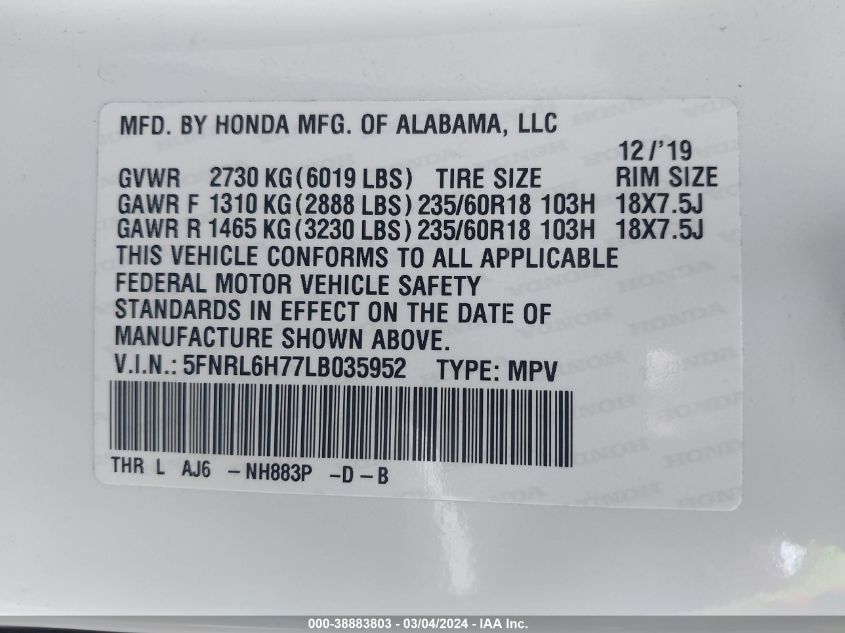 MFD. BY HONDA MFG. OF ALABAMA, LLC
12/'19
GVWR 2730 KG (6019 LBS) TIRE SIZE RIM SIZE
GAWR F 1310 KG (2888 LBS) 235/60R18 103H 18X7.5J
GAWR R 1465 KG (3230 LBS) 235/60R18 103H 18X7.5J
THIS VEHICLE CONFORMS TO ALL APPLICABLE
FEDERAL MOTOR VEHICLE SAFETY
STANDARDS IN EFFECT ON THE DATE OF
MANUFACTURE SHOWN ABOVE.
V.I.N.: 5FNRL6H77LB035952 TYPE: MPV
THR L AJ6 -NH883P -D-B
000-38883803 - 03/04/2024 - IAA Inc.